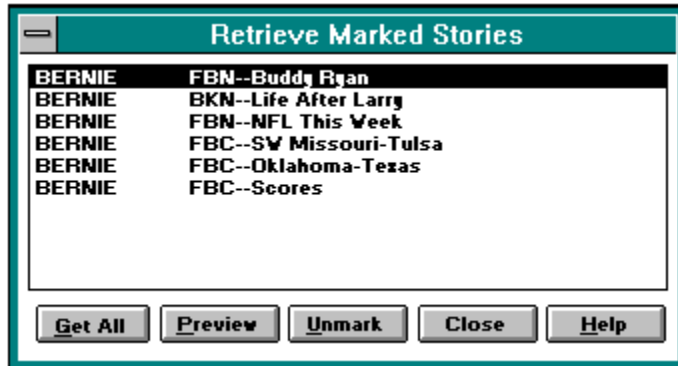 Retrieve Marked Stories
BERNIE FBN--Buddy Ryan
BERNIE BKN--Life After Larry
BERNIE FBN--NFL This Week
BERNIE FBC--SW Missouri-Tulsa
BERNIE FBC--Oklahoma-Texas
BERNIE FBC--Scores
Get All Preview Unmark Close Help